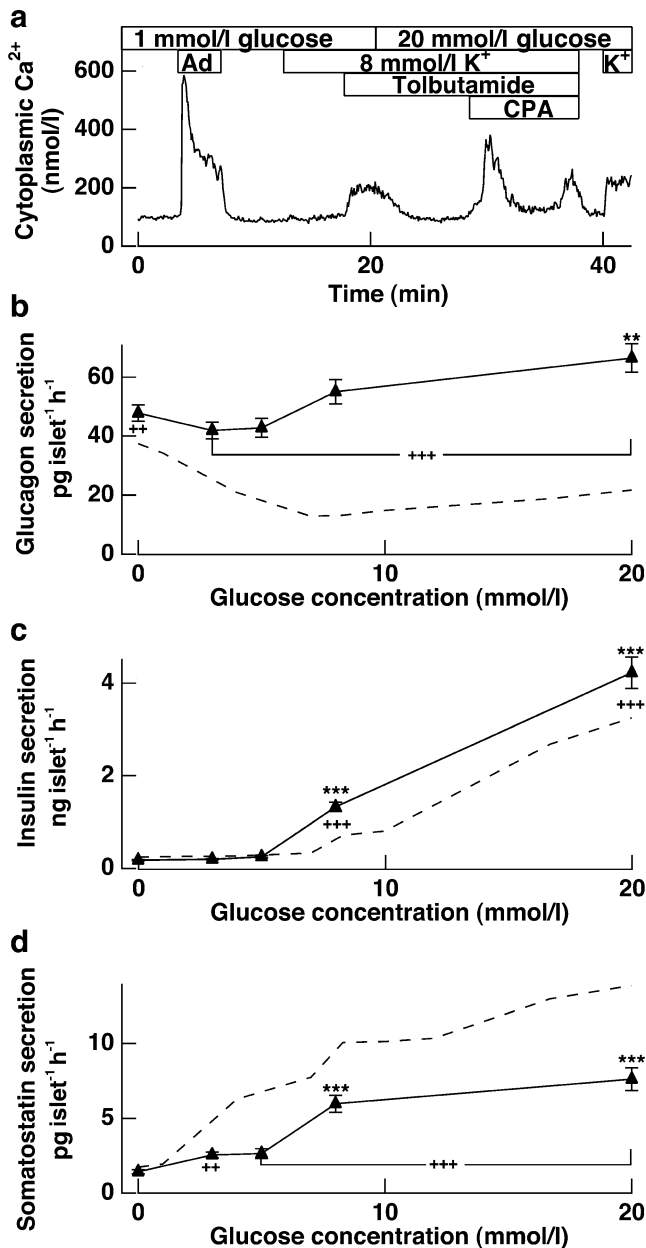 a
1 mmol/l glucose 20 mmol/l glucose
Ad 8 mmol/l K+ K+
Tolbutamide
CPA
Cytoplasmic Ca2+
(nmol/l)
600
400
200
0
0 20 40
Time (min)
b
Glucagon secretion
pg islet-1 h-1
60
40
20
0
**
++
+++
0 10 20
Glucose concentration (mmol/l)
c
Insulin secretion
ng islet-1 h-1
4
2
0
***
+++
***
+++
0 10 20
Glucose concentration (mmol/l)
d
Somatostatin secretion
pg islet-1 h-1
10
5
0
***
***
++
+++
0 10 20
Glucose concentration (mmol/l)